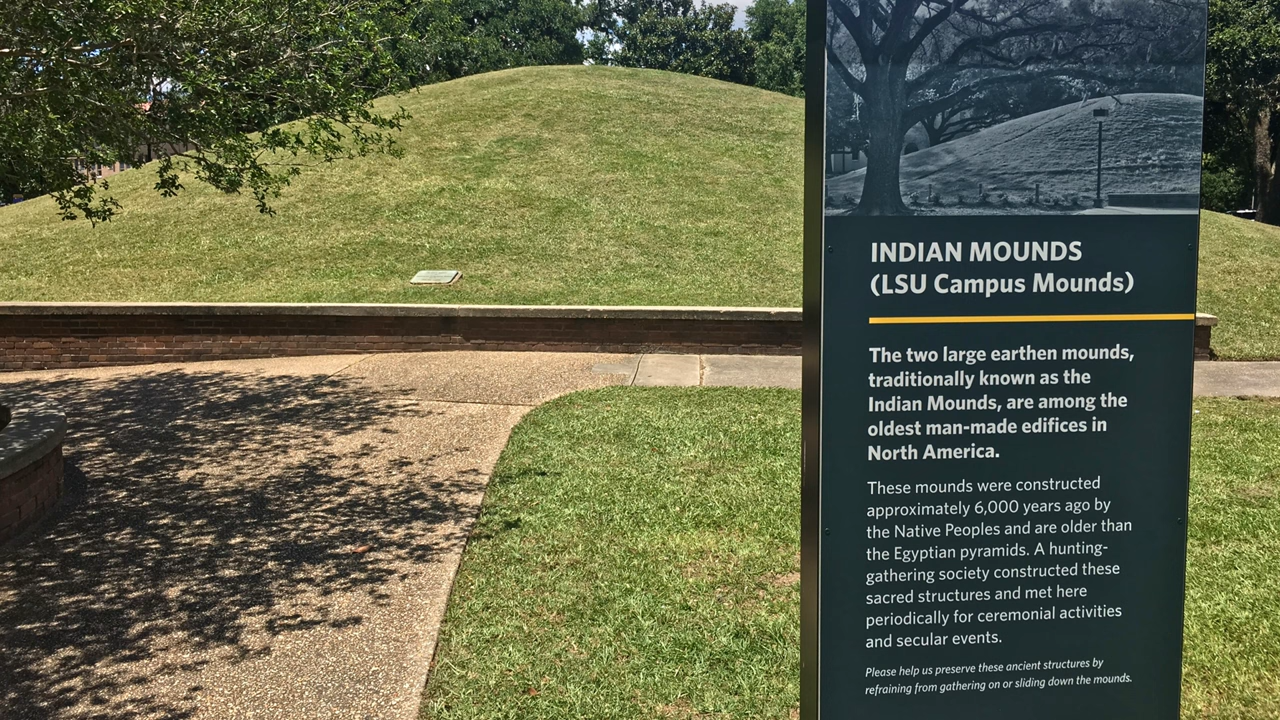 INDIAN MOUNDS
(LSU Campus Mounds)
The two large earthen mounds,
traditionally known as the
Indian Mounds, are among the
oldest man-made edifices in
North America.
These mounds were constructed
approximately 6,000 years ago by
the Native Peoples and are older than
the Egyptian pyramids. A hunting-
gathering society constructed these
sacred structures and met here
periodically for ceremonial activities
and secular events.
Please help us preserve these ancient structures by
refraining from gathering on or sliding down the mounds.